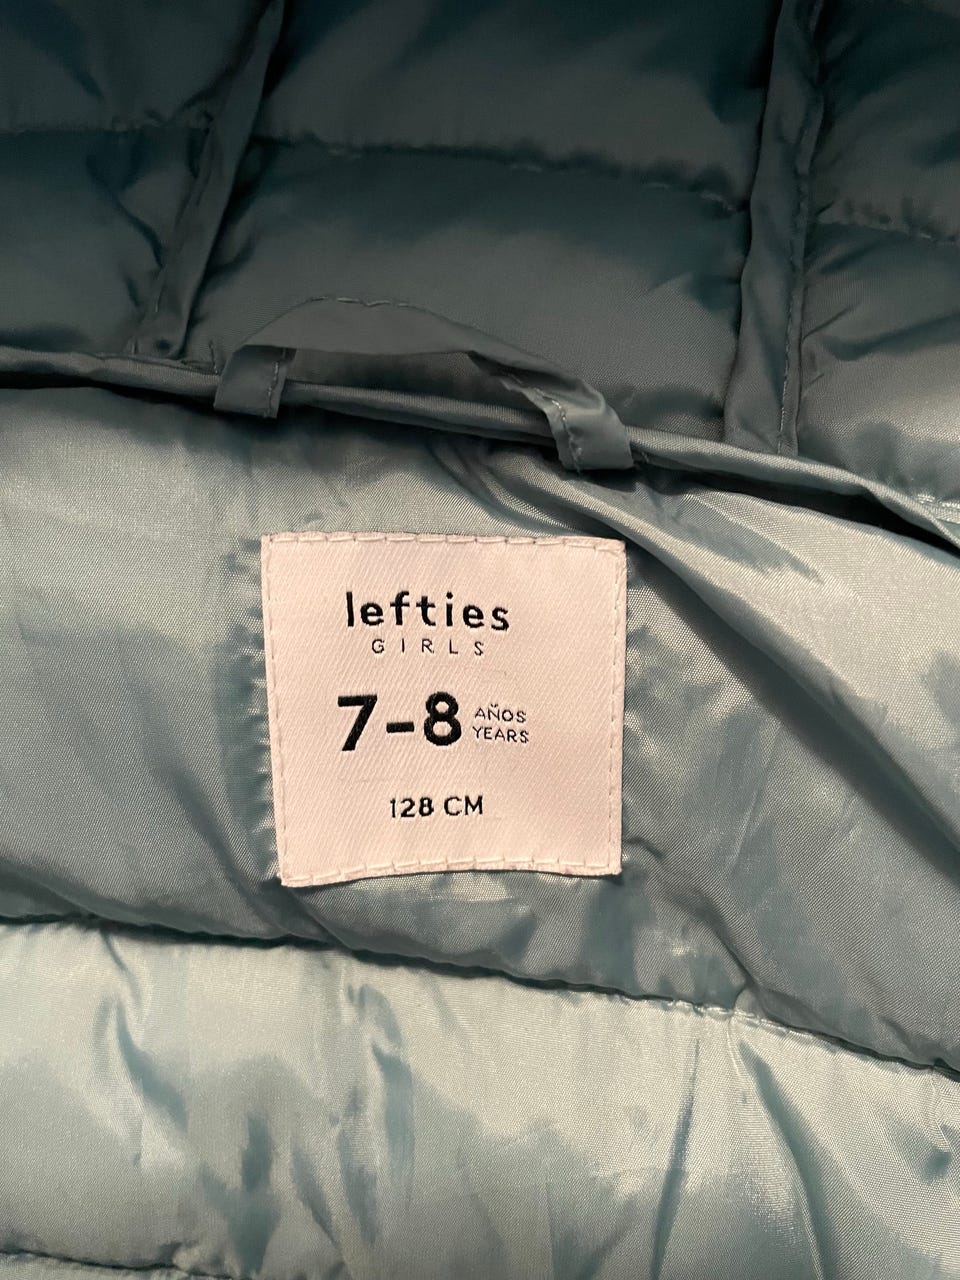 lefties
GIRLS
7-8 AÑOS
YEARS
128 CM